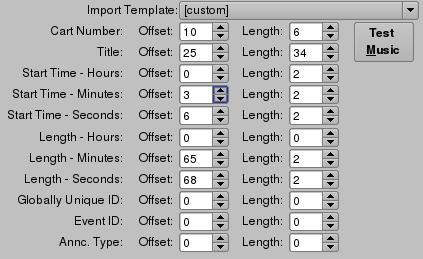 Import Template: [custom]
Cart Number: Offset: 10 Length: 6 Test Music
Title: Offset: 25 Length: 34
Start Time - Hours: Offset: 0 Length: 2
Start Time - Minutes: Offset: 3 Length: 2
Start Time - Seconds: Offset: 6 Length: 2
Length - Hours: Offset: 0 Length: 0
Length - Minutes: Offset: 65 Length: 2
Length - Seconds: Offset: 68 Length: 2
Globally Unique ID: Offset: 0 Length: 0
Event ID: Offset: 0 Length: 0
Annc. Type: Offset: 0 Length: 0